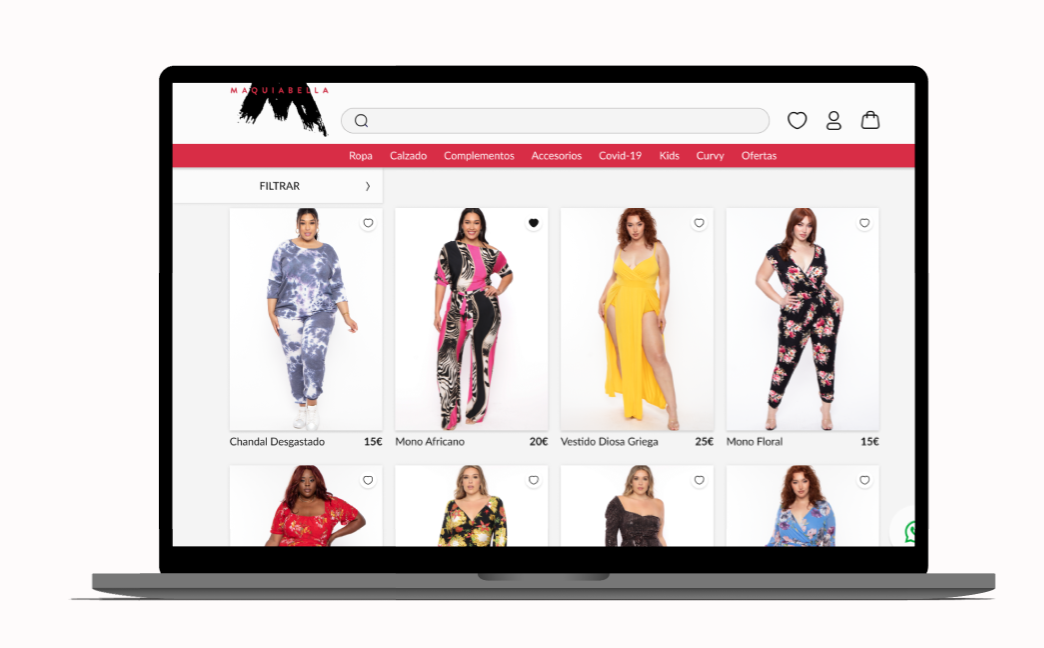 MAQUIABELLA
Ropa Calzado Complementos Accesorios Covid-19 Kids Curvy Ofertas
FILTRAR
Chandal Desgastado 15€ Mono Africano 20€ Vestido Diosa Griega 25€ Mono Floral 15€